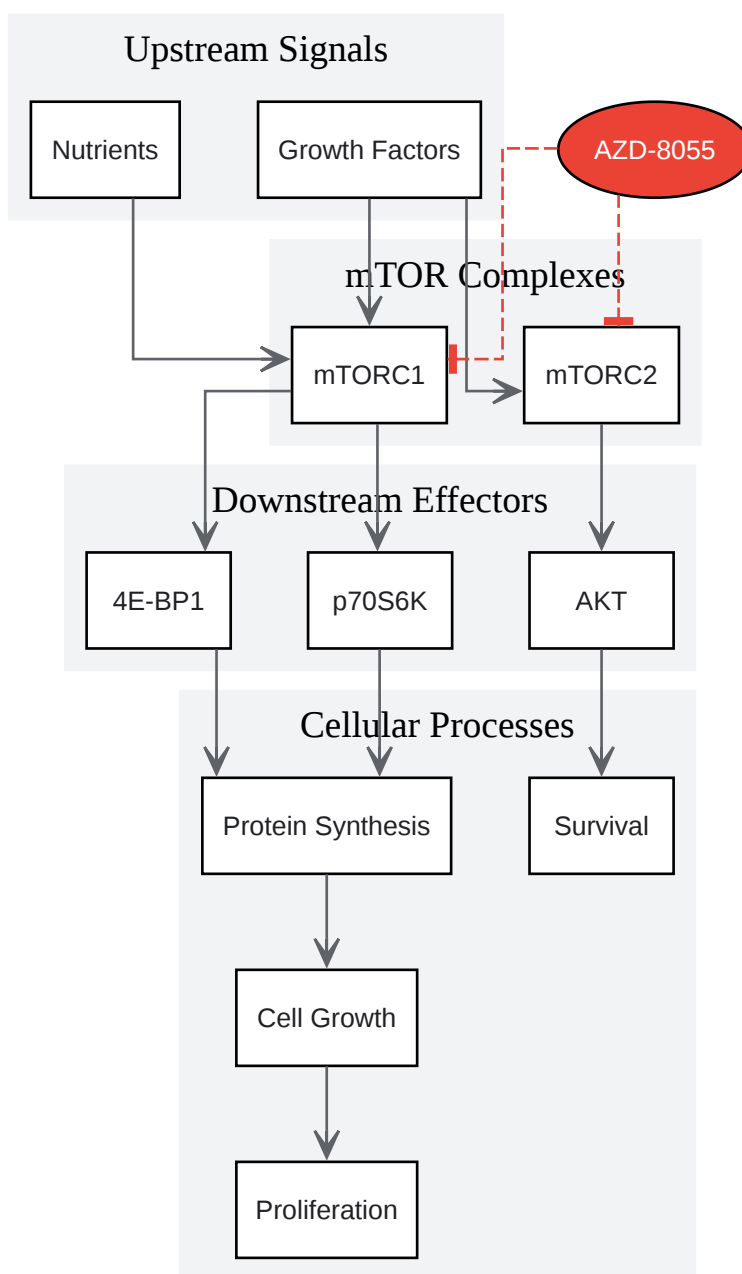 Upstream Signals
Nutrients
Growth Factors
AZD-8055
mTOR Complexes
mTORC1
mTORC2
Downstream Effectors
4E-BP1
p70S6K
AKT
Cellular Processes
Protein Synthesis
Survival
Cell Growth
Proliferation